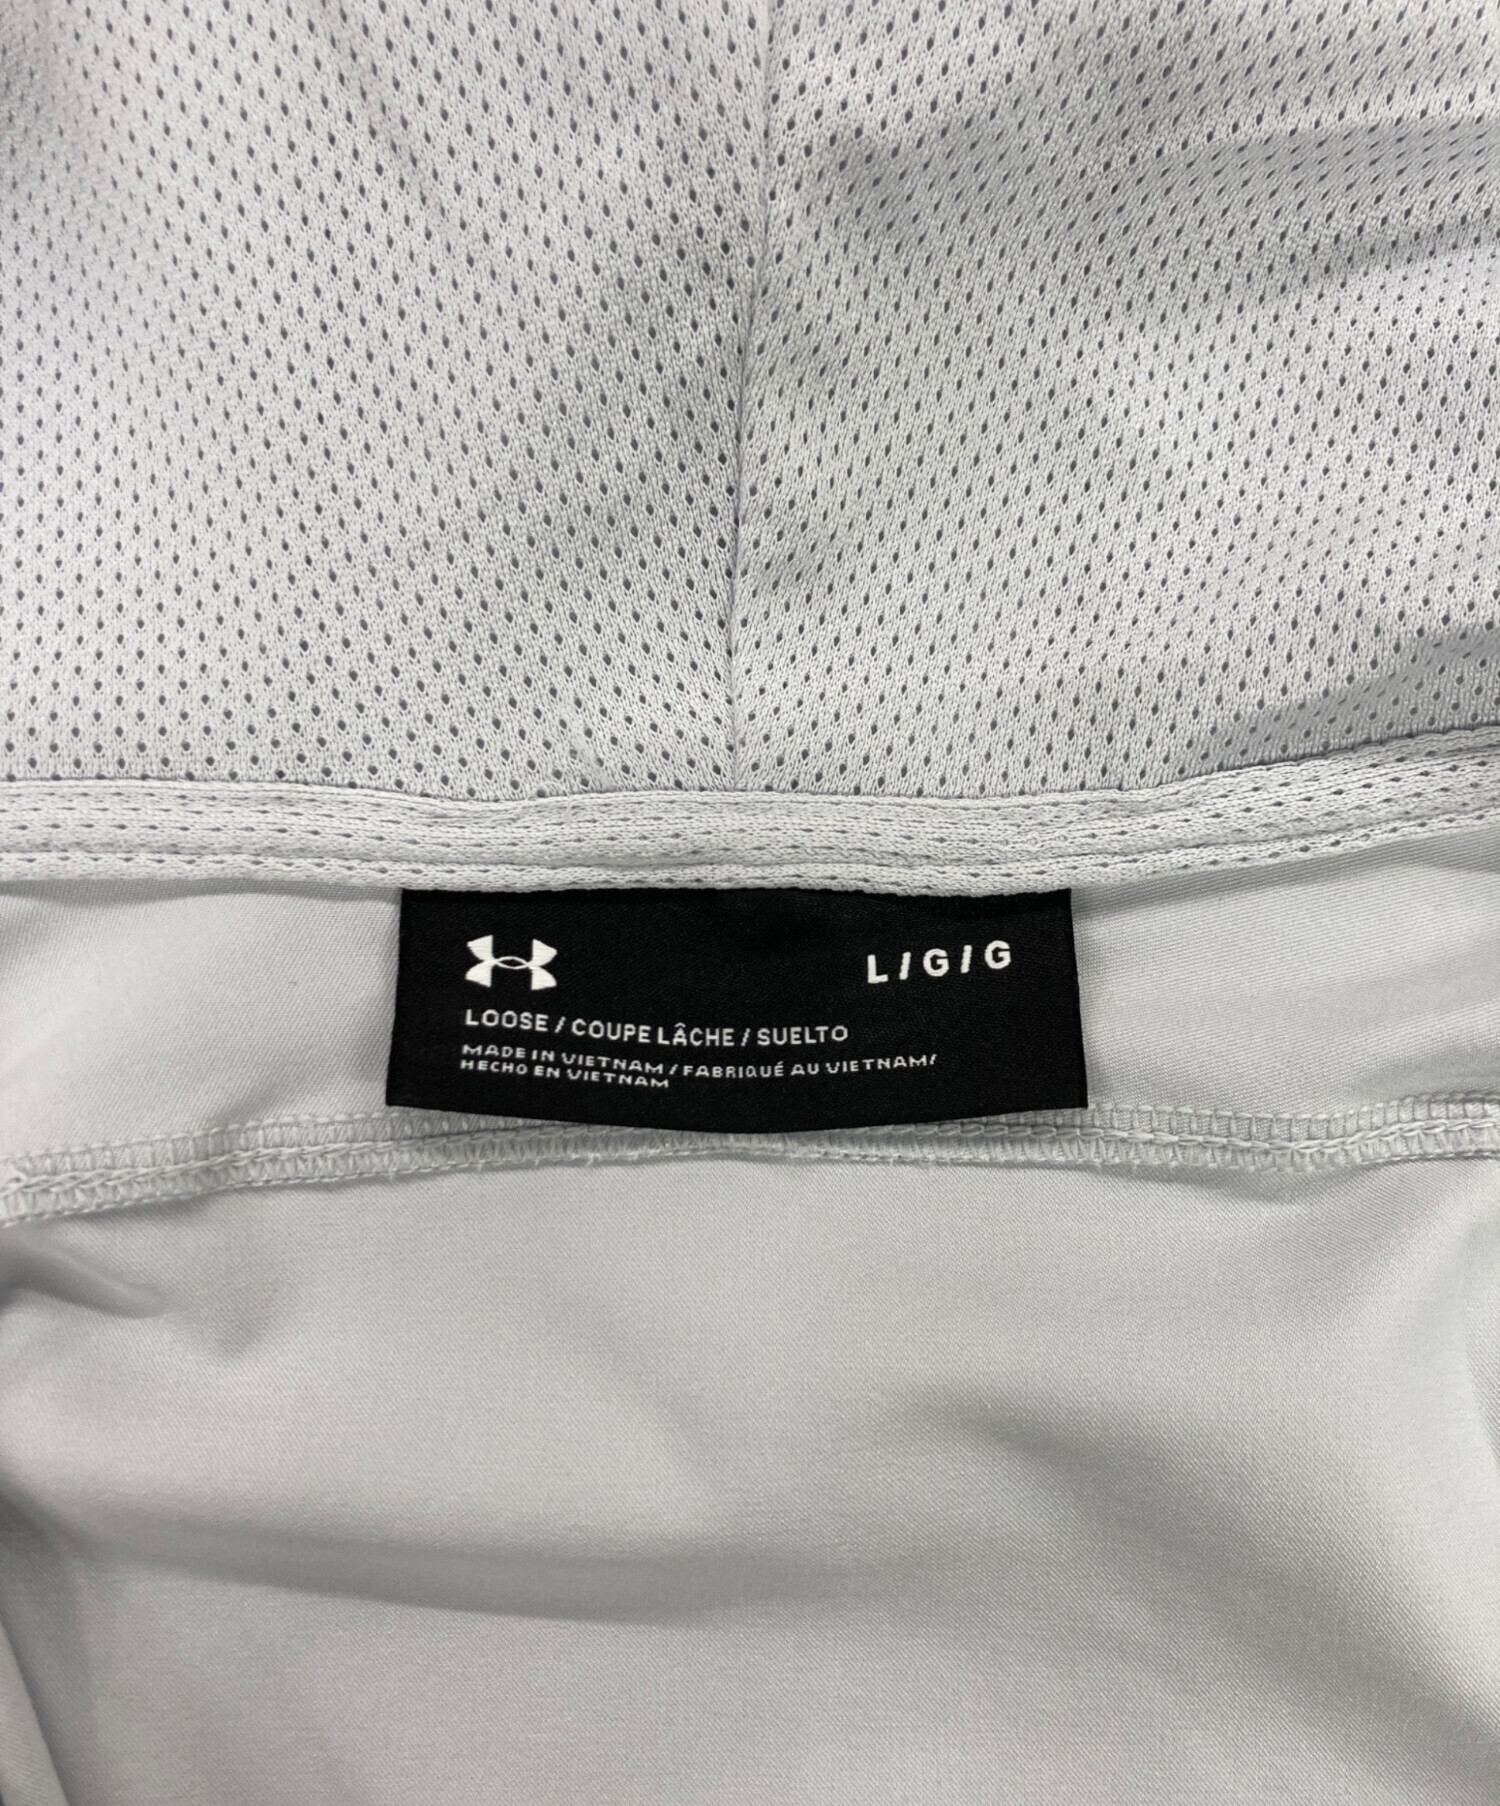 L / G / G
LOOSE / COUPE LÂCHE / SUELTO
MADE IN VIETNAM / FABRIQUÉ AU VIETNAM/
HECHO EN VIETNAM